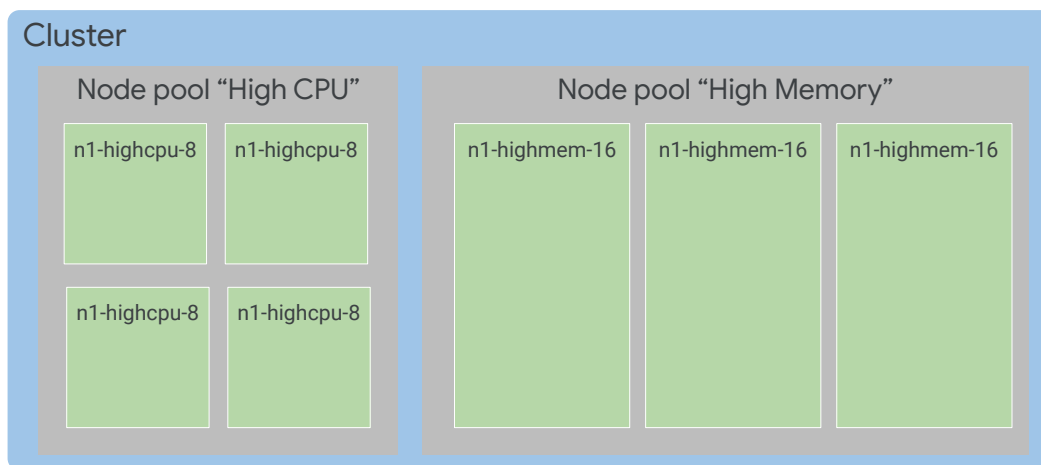 Cluster
Node pool “High CPU”
n1-highcpu-8
n1-highcpu-8
n1-highcpu-8
n1-highcpu-8
Node pool “High Memory”
n1-highmem-16
n1-highmem-16
n1-highmem-16